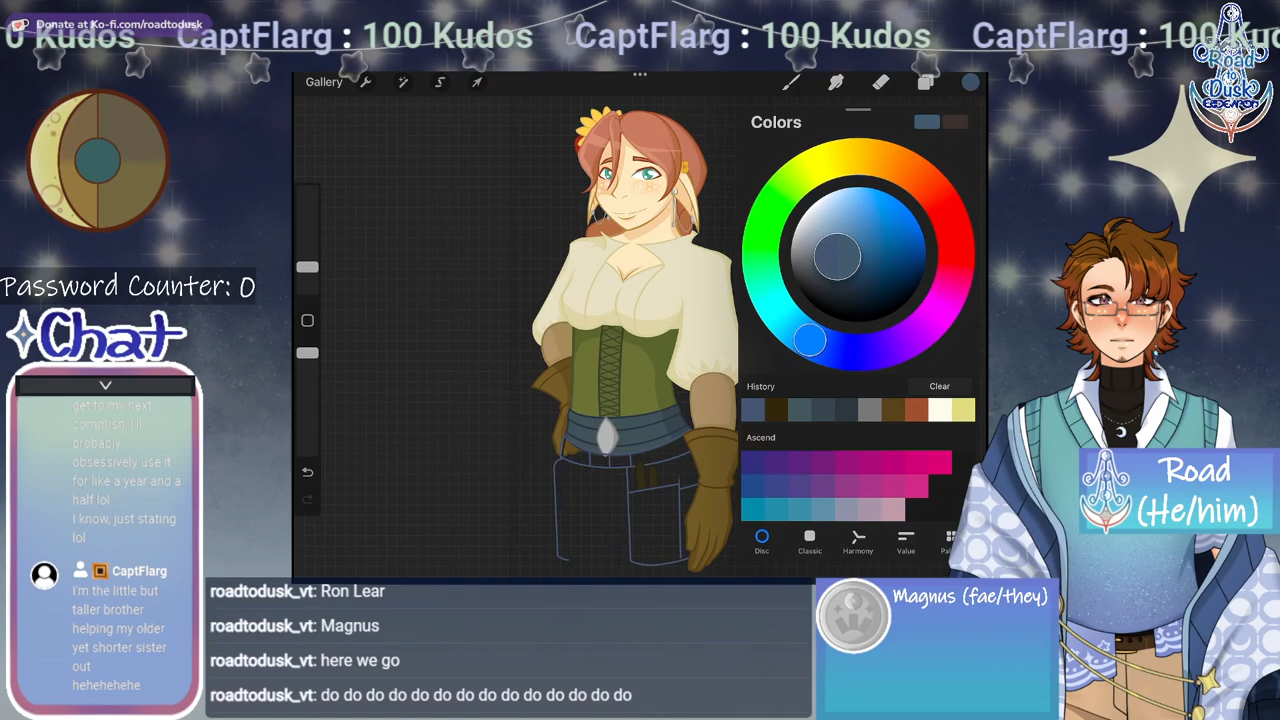 Donate at Ko-fi.com/roadtodusk
0 Kudos CaptFlarg : 100 Kudos CaptFlarg : 100 Kudos CaptFlarg : 100 Kud
Road
to
Dusk
Gallery
Colors
Password Counter: 0
Chat
get to my next
commish I'll
probably
obsessively use it
for like a year and a
half lol
I know, just stating
lol
CaptFlarg
I'm the little but
taller brother
helping my older
yet shorter sister
out
hehehehehe
History
Clear
Ascend
Disc
Classic
Harmony
Value
Pal
Road
(He/him)
roadtodusk_vt: Ron Lear
roadtodusk_vt: Magnus
roadtodusk_vt: here we go
roadtodusk_vt: do do do do do do do do do do do do do do
Magnus (fae/they)